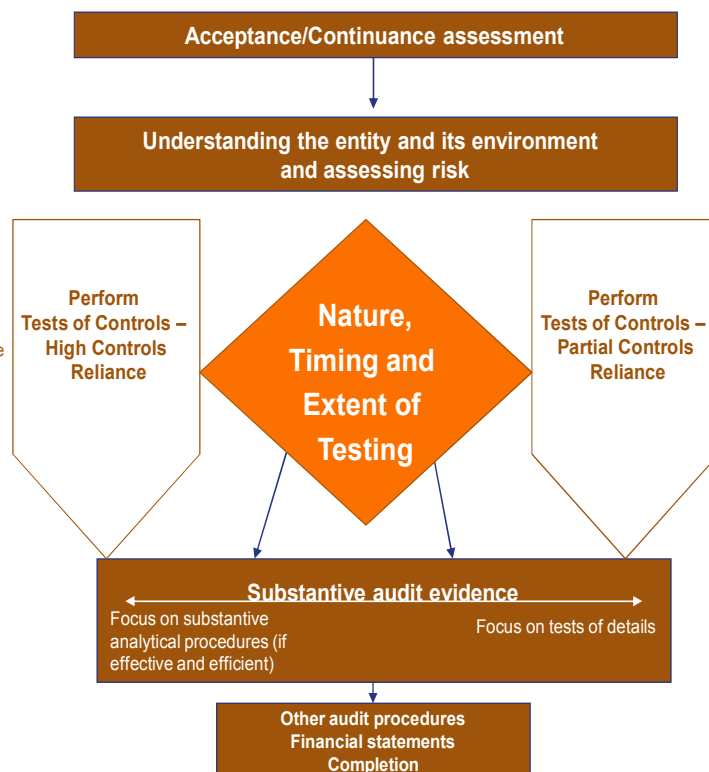 Acceptance/Continuance assessment
Understanding the entity and its environment
and assessing risk
Perform
Tests of Controls –
High Controls
Reliance
e
Nature,
Timing and
Extent of
Testing
Perform
Tests of Controls –
Partial Controls
Reliance
Substantive audit evidence
Focus on substantive
analytical procedures (if
effective and efficient)
Focus on tests of details
Other audit procedures
Financial statements
Completion